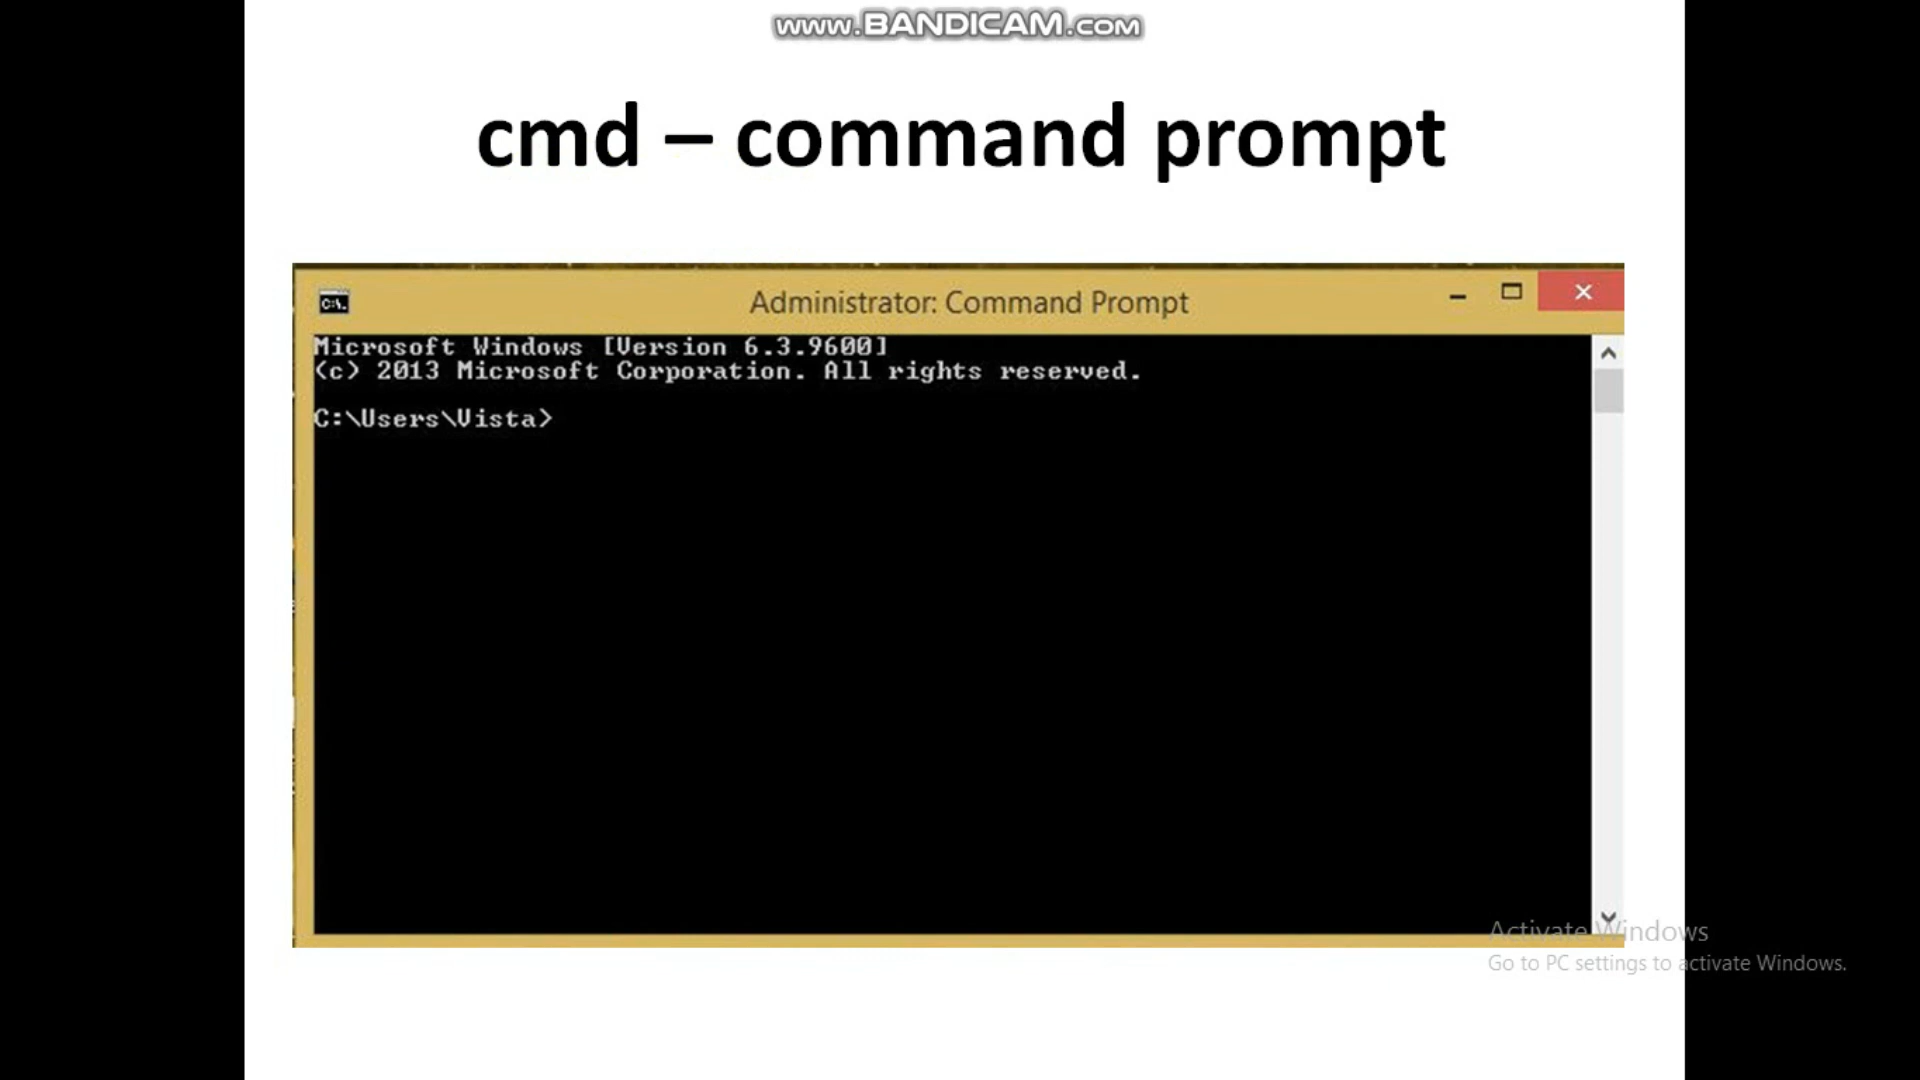 www.BANDICAM.com
cmd – command prompt
C:\.
Administrator: Command Prompt
Microsoft Windows [Version 6.3.9600]
(c) 2013 Microsoft Corporation. All rights reserved.
C:\Users\Vista>
Activate Windows
Go to PC settings to activate Windows.